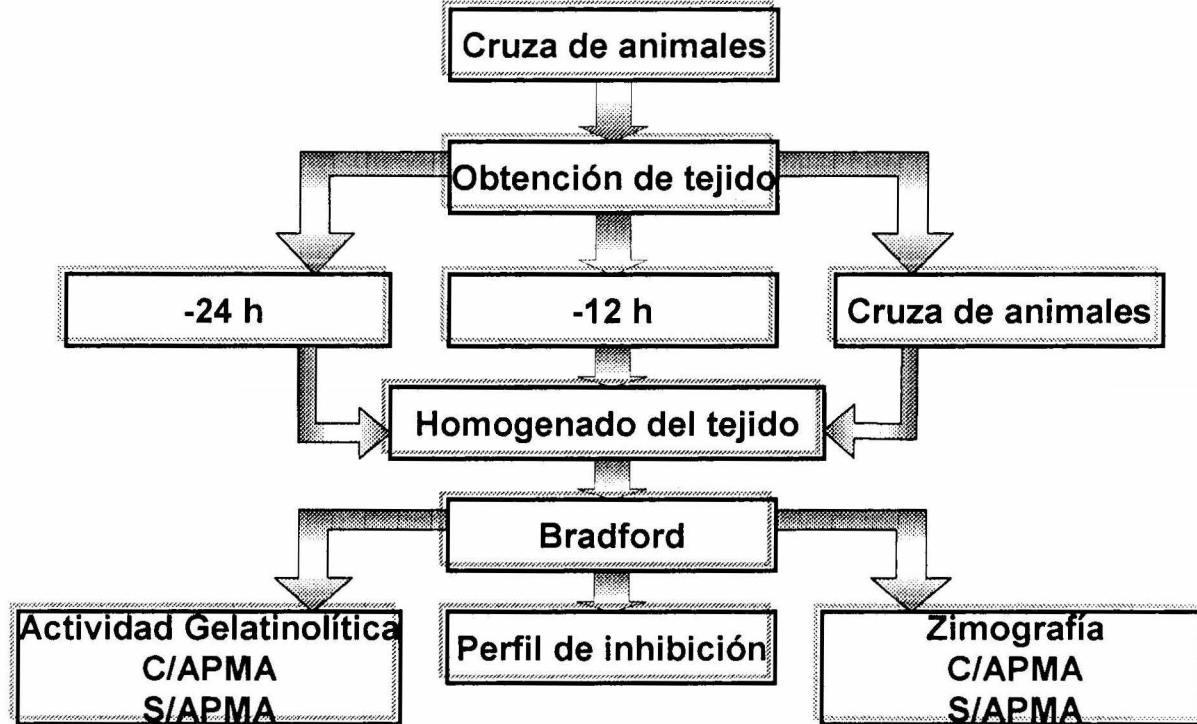 Cruza de animales
Obtención de tejido
-24 h
-12 h
Cruza de animales
Homogenado del tejido
Bradford
Actividad Gelatinolítica
C/APMA
S/APMA
Perfil de inhibición
Zimografía
C/APMA
S/APMA